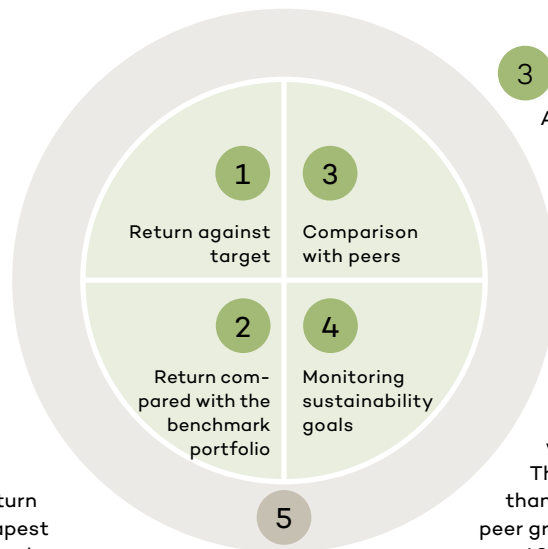 3
A
1
Return against
target
3
Comparison
with peers
2
Return com-
pared with the
benchmark
portfolio
4
Monitoring
sustainability
goals
5
turn
apest
Th
than
peer gr